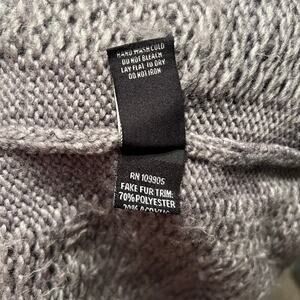 HAND WASH COLD
DO NOT BLEACH
LAY FLAT TO DRY
DO NOT IRON
RN 109905
FAKE FUR TRIM:
70% POLYESTER